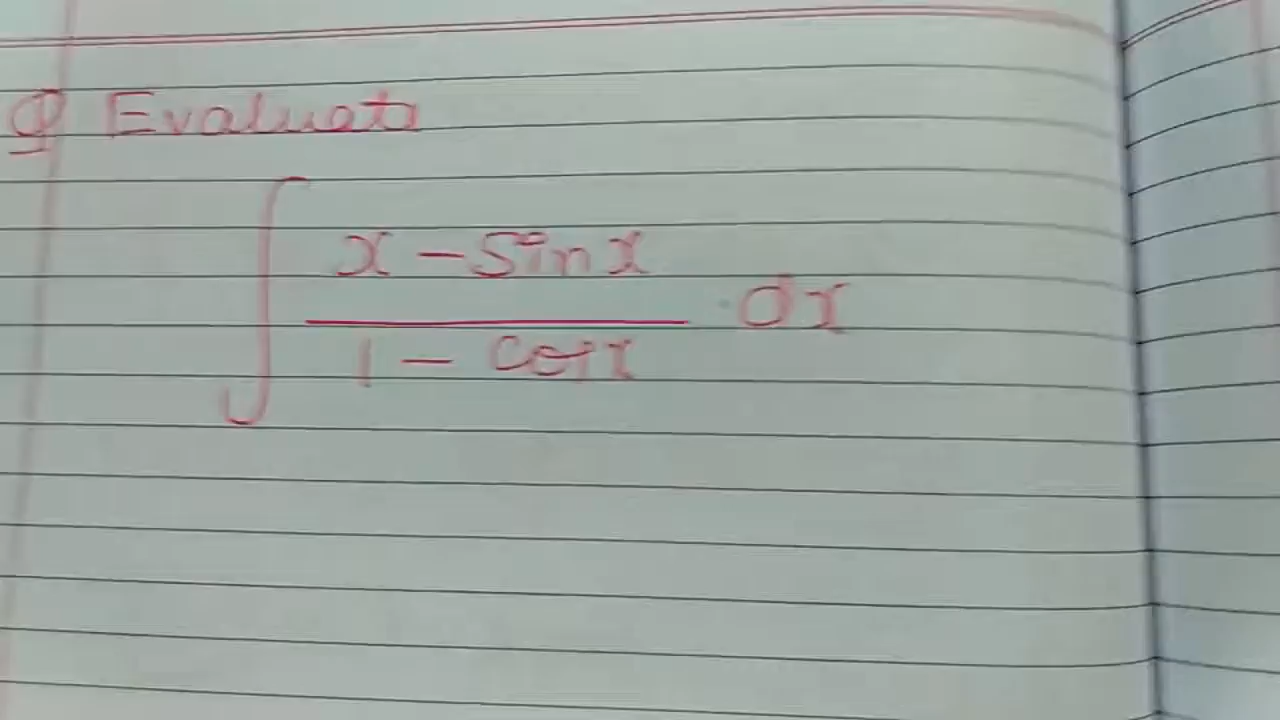 Q Evaluate
∫ x - sin x / 1 - cos x dx